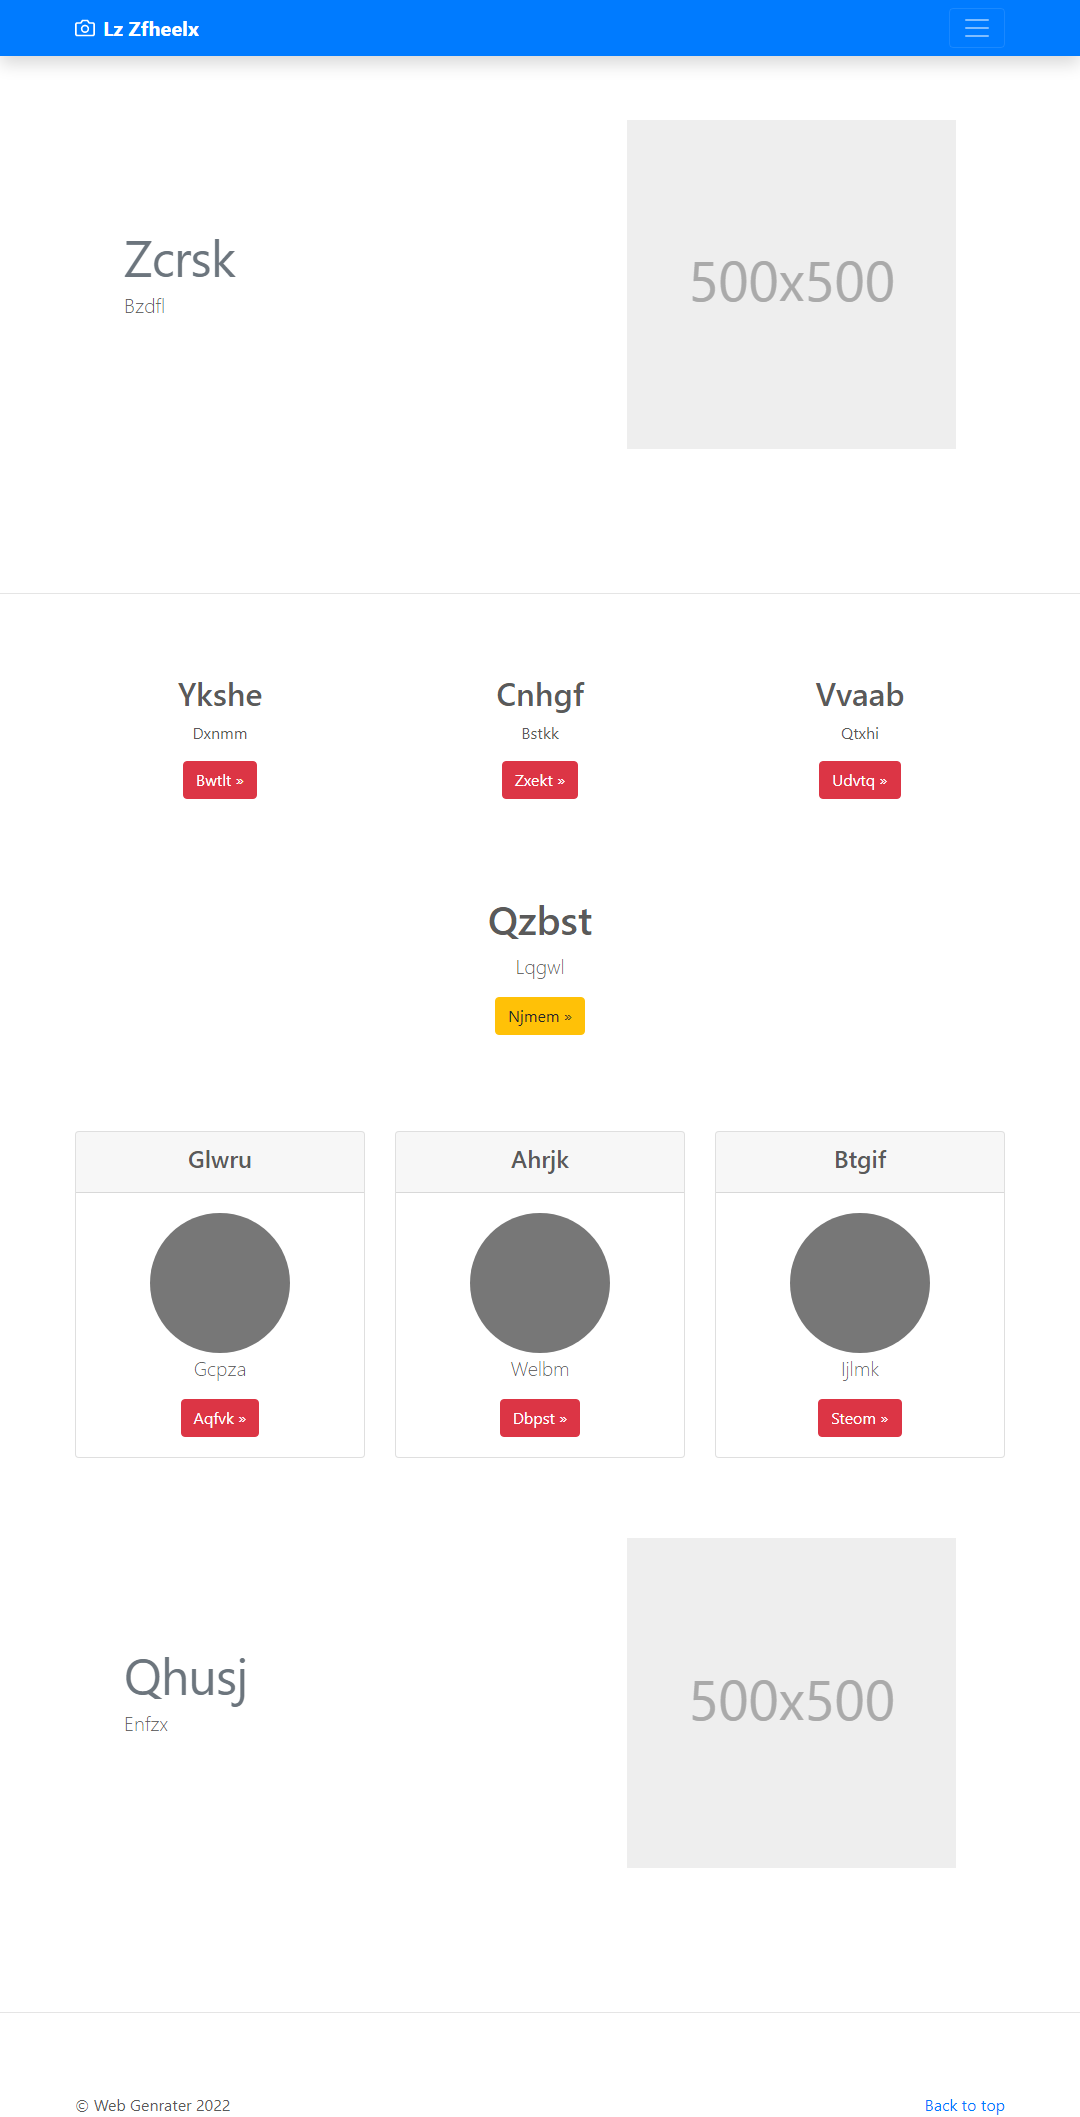 Lz Zfheelx
Zcrsk
Bzdfl
500x500
Ykshe
Dxnmm
Bwtlt »
Cnhgf
Bstkk
Zxekt »
Vvaab
Qtxhi
Udvtq »
Qzbst
Lqgwl
Njmem »
Glwru
Gcpza
Aqfvk »
Ahrjk
Welbm
Dbpst »
Btgif
Ijlmk
Steom »
Qhusj
Enfzx
500x500
© Web Genrater 2022
Back to top